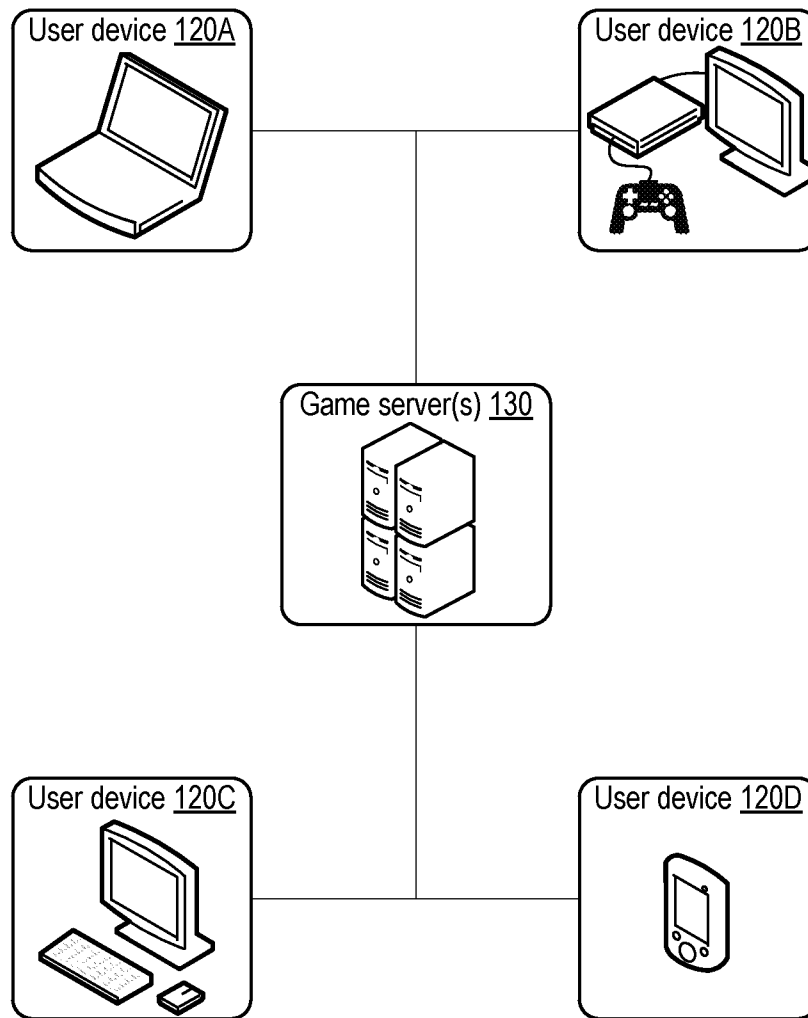 User device 120A
User device 120B
Game server(s) 130
User device 120C
User device 120D